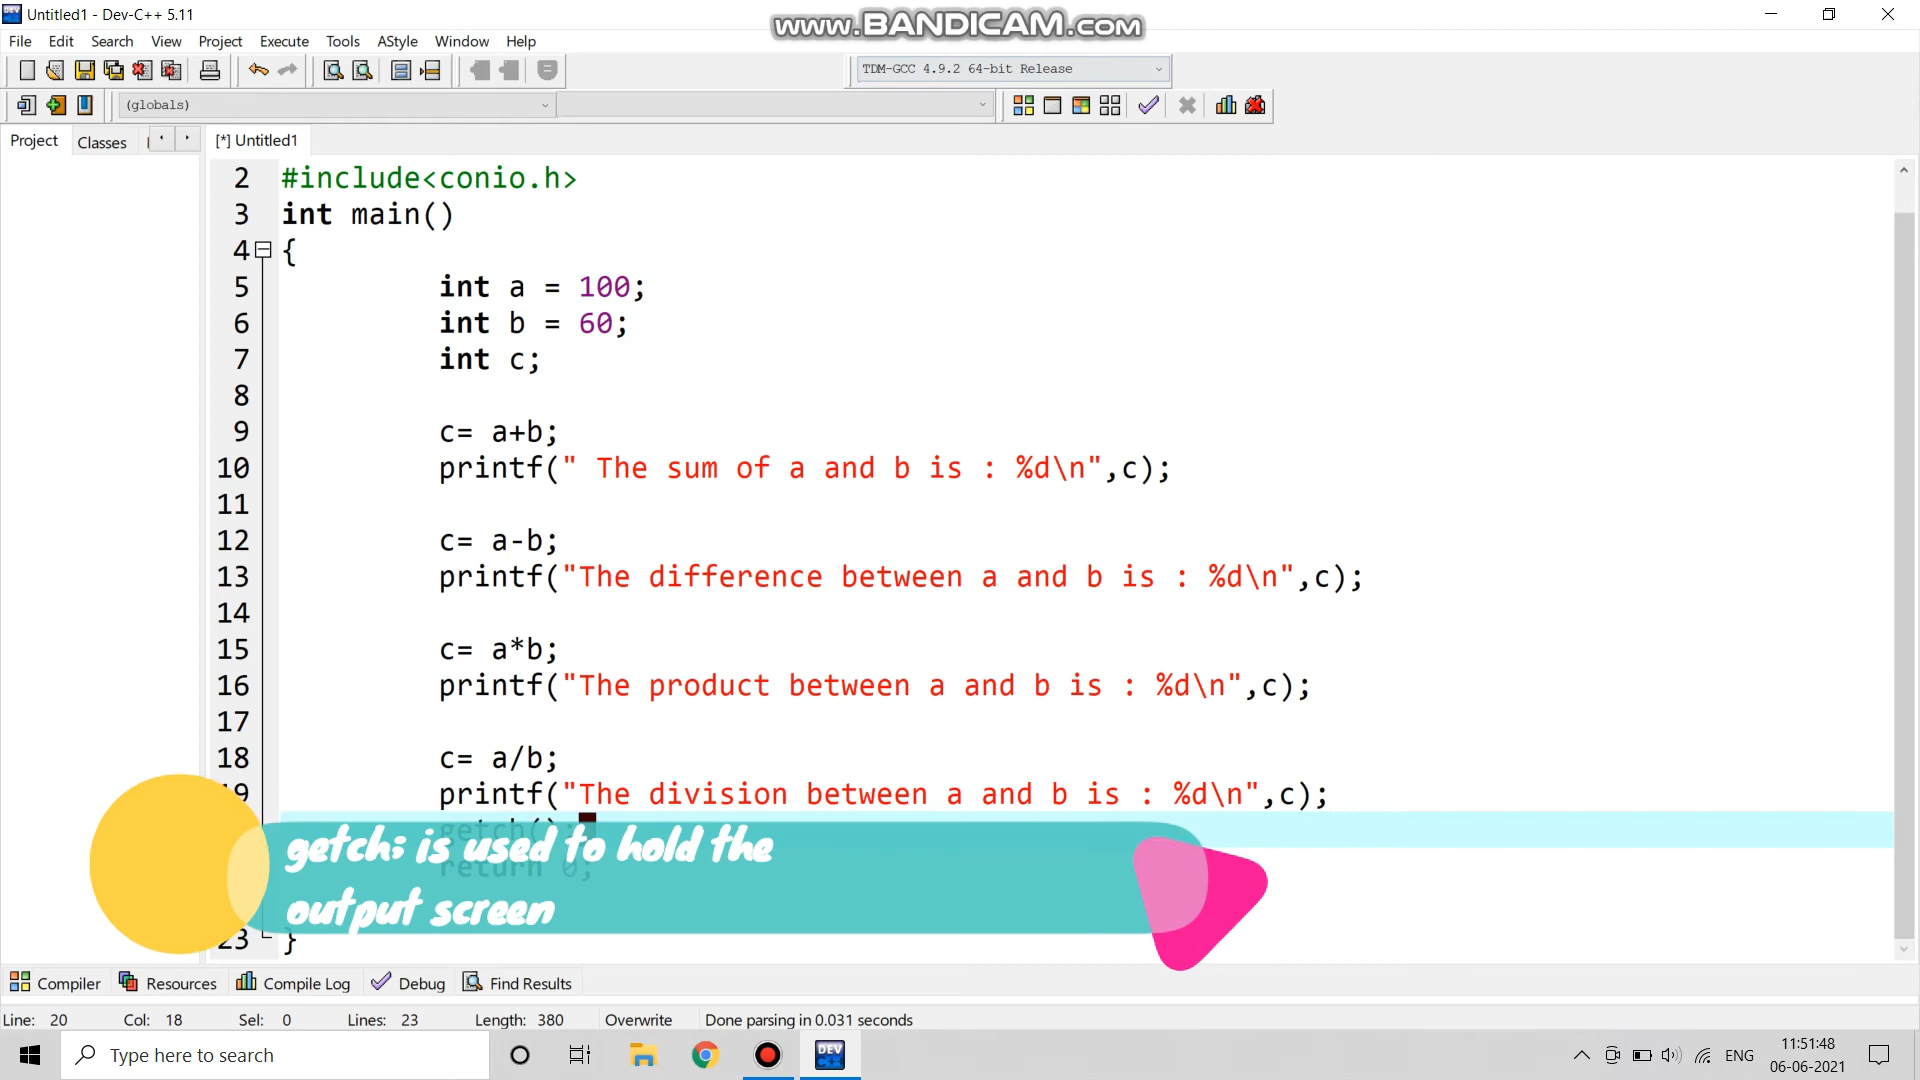 Untitled1 - Dev-C++ 5.11
www.BANDICAM.com
File Edit Search View Project Execute Tools AStyle Window Help
TDM-GCC 4.9.2 64-bit Release
(globals)
Project Classes
[*] Untitled1
2 #include<conio.h>
3 int main()
4 {
5 int a = 100;
6 int b = 60;
7 int c;
8
9 c= a+b;
10 printf(" The sum of a and b is : %d\n",c);
11
12 c= a-b;
13 printf("The difference between a and b is : %d\n",c);
14
15 c= a*b;
16 printf("The product between a and b is : %d\n",c);
17
18 c= a/b;
19 printf("The division between a and b is : %d\n",c);
getch();
getch; is used to hold the
return 0;
output screen
23 }
Compiler Resources Compile Log Debug Find Results
Line: 20 Col: 18 Sel: 0 Lines: 23 Length: 380 Overwrite Done parsing in 0.031 seconds
Type here to search
DEV
ENG
11:51:48
06-06-2021